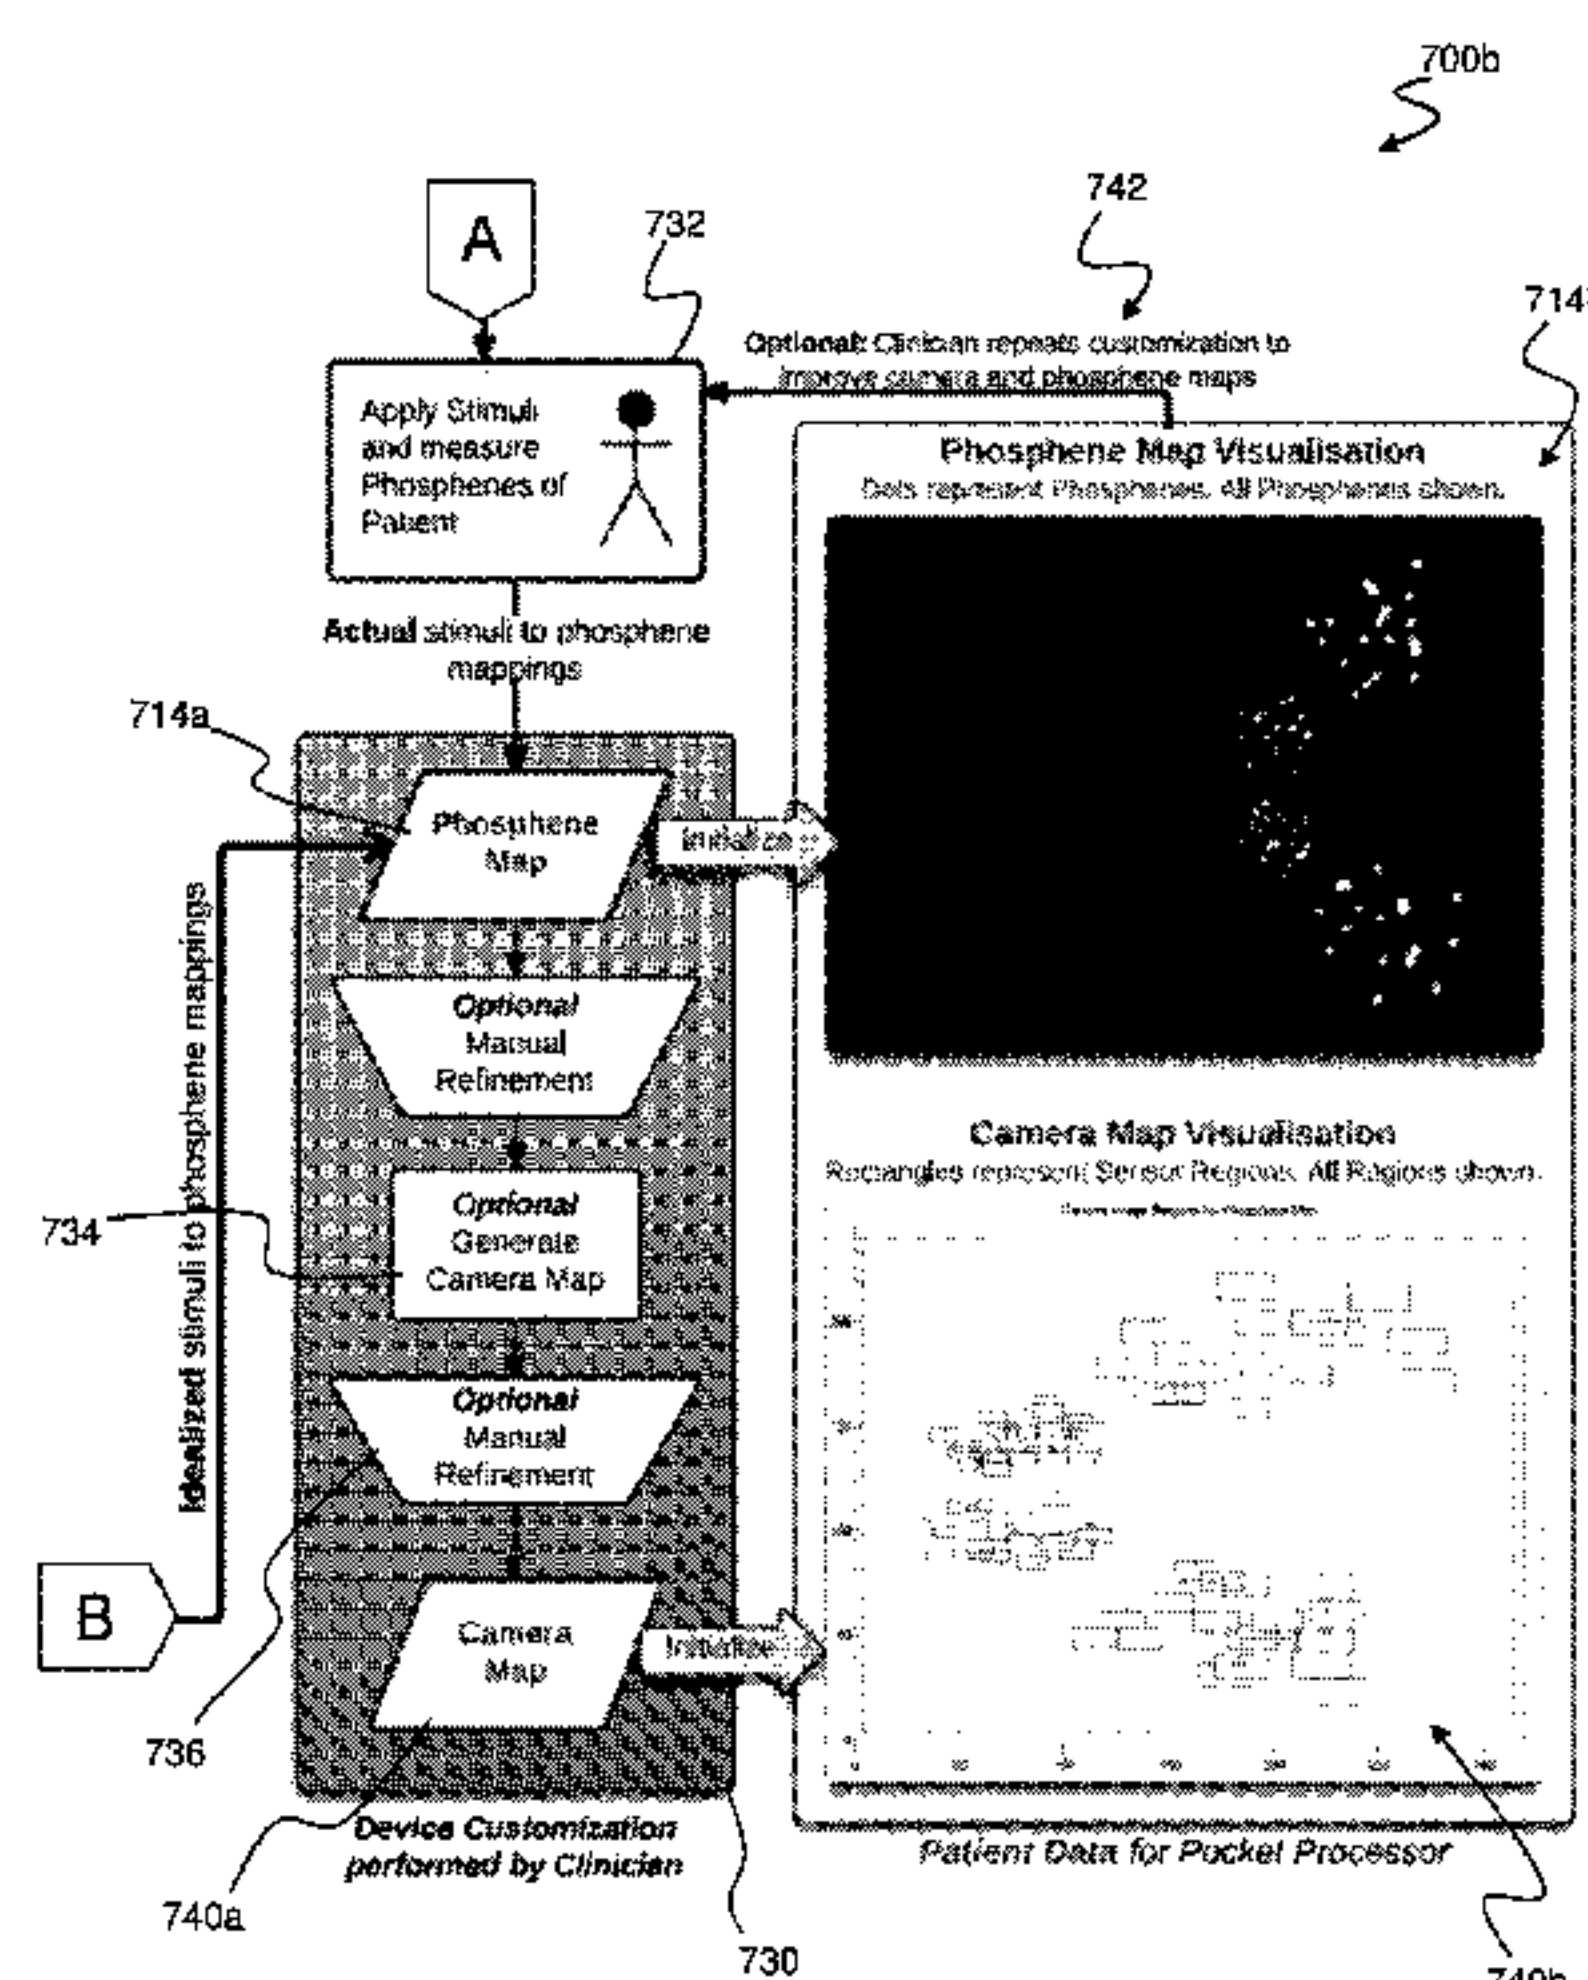 700b
742
732
A
714
Optional: Clinician repeats customization to
improve camera and phosphene maps
Apply Stimuli
and measure
Phosphenes of
Patient
Phosphene Map Visualisation
Dots represent Phosphenes. All Phosphenes shown.
Actual stimuli to phosphene
mappings
714a
Phosphene
Map
Initialize
Idealized stimuli to phosphene mappings
Optional
Manual
Refinement
Camera Map Visualisation
Rectangles represent Sensor Regions. All Regions shown.
734
Optional
Generate
Camera Map
Optional
Manual
Refinement
B
Camera
Map
Initialize
736
Device Customization
performed by Clinician
Patient Data for Pocket Processor
740a
730
740b